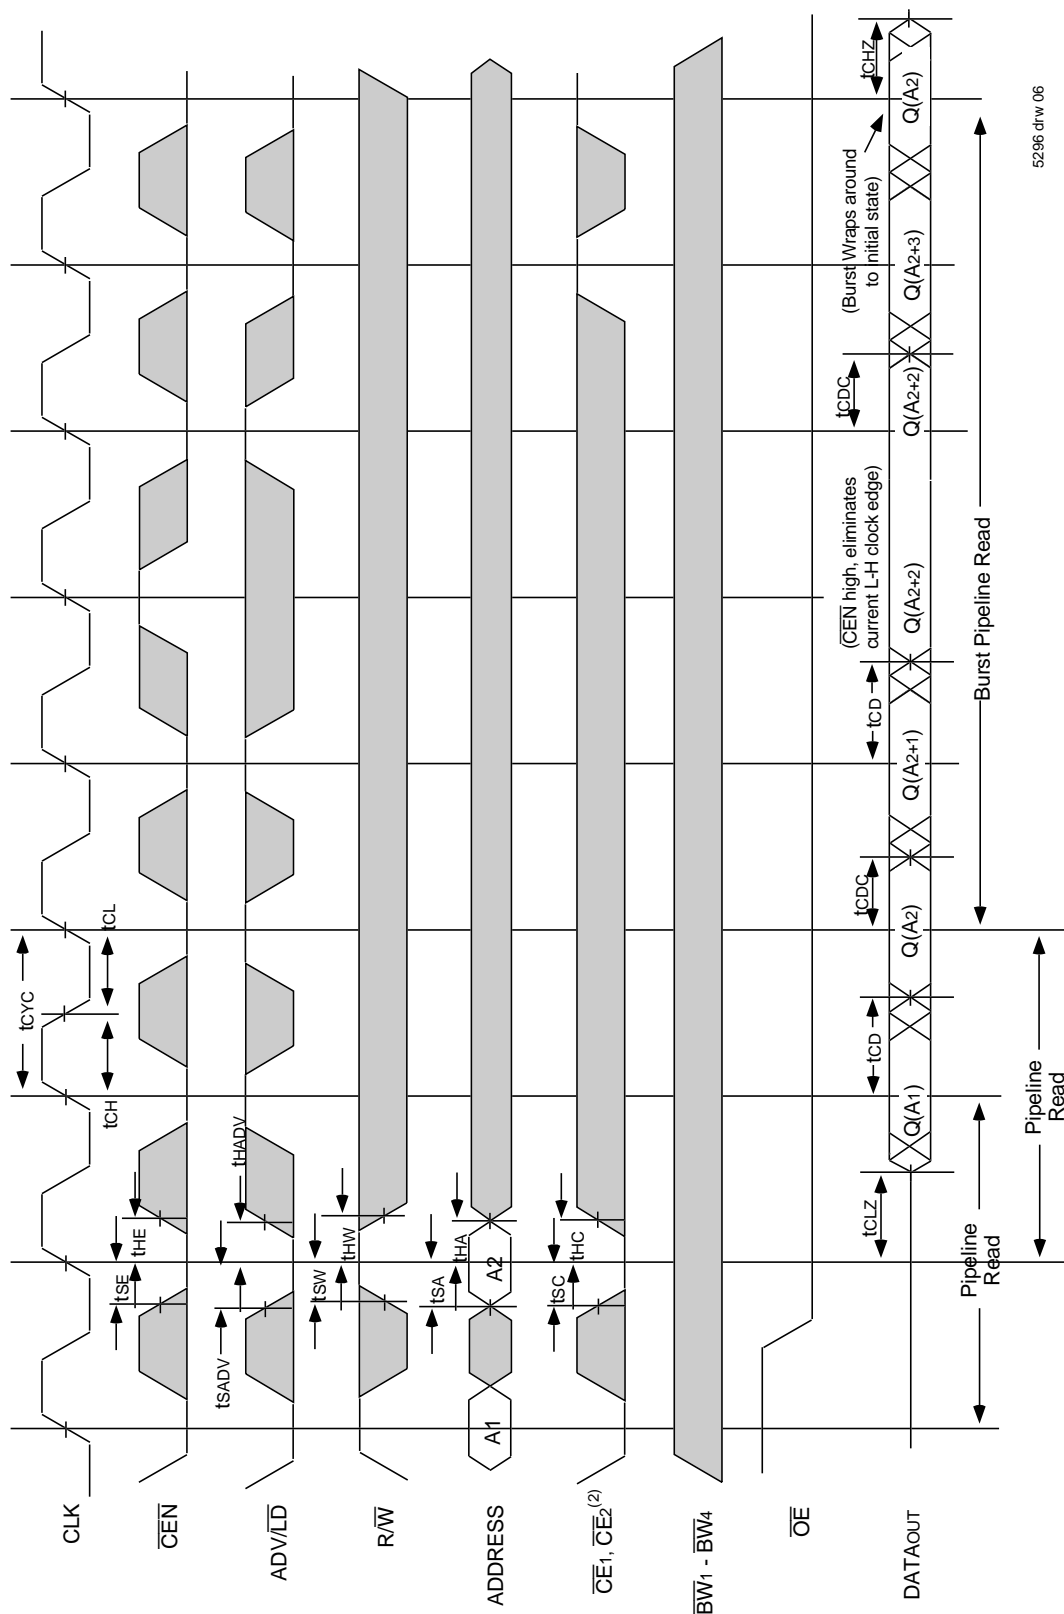 CLK
tCYC
tCH
tCL
CEN
tSE
tHE
ADV/LD
tSADV
tHADV
R/W
tSW
tHW
ADDRESS
A1
A2
tSA
tHA
CE1, CE2(2)
tSC
tHC
BW1 - BW4
OE
(CEN high, eliminates
current L-H clock edge)
(Burst Wraps around
to initial state)
tCLZ
tCD
tCDC
tCD
tCDC
tCHZ
DATAOUT
Q(A1)
Q(A2)
Q(A2+1)
Q(A2+2)
Q(A2+2)
Q(A2+3)
Q(A2)
Pipeline
Read
Pipeline
Read
Burst Pipeline Read
5296 drw 06